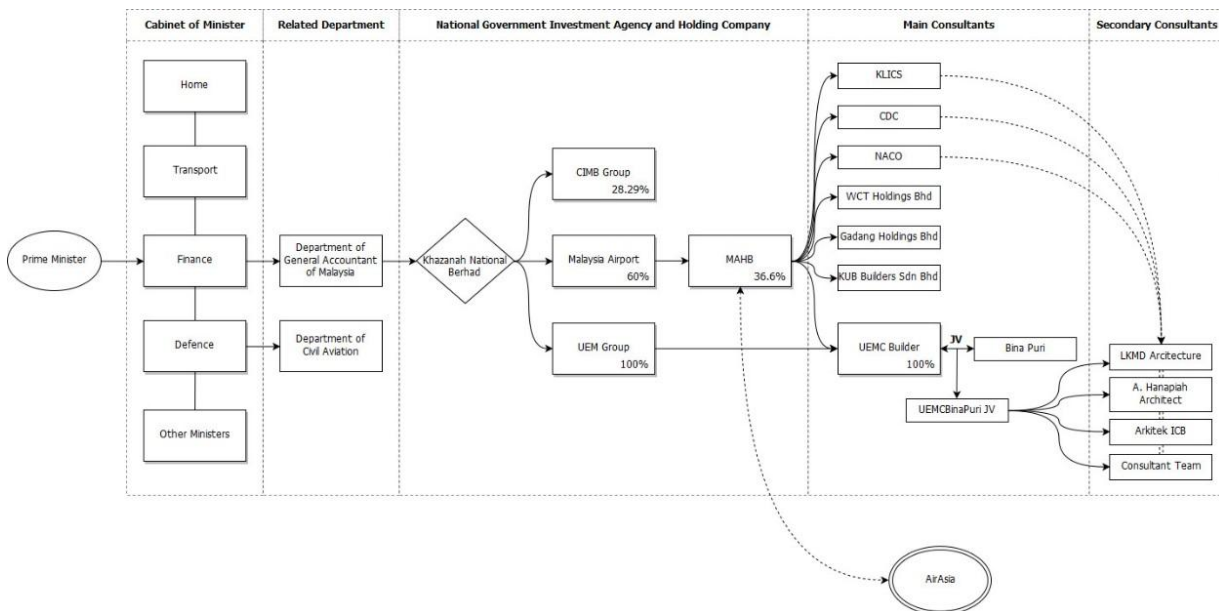 Cabinet of Minister
Related Department
National Government Investment Agency and Holding Company
Main Consultants
Secondary Consultants
Home
Transport
Prime Minister
Finance
Defence
Other Ministers
Department of
General Accountant
of Malaysia
Department of
Civil Aviation
Khazanah National
Berhad
CIMB Group
28.29%
Malaysia Airport
60%
UEM Group
100%
MAHB
36.6%
KLICS
CDC
NACO
WCT Holdings Bhd
Gadang Holdings Bhd
KUB Builders Sdn Bhd
UEMC Builder
100%
JV
Bina Puri
UEMCBinaPuri JV
LKMD Arcitecture
A. Hanapiah
Architect
Arkitek ICB
Consultant Team
AirAsia